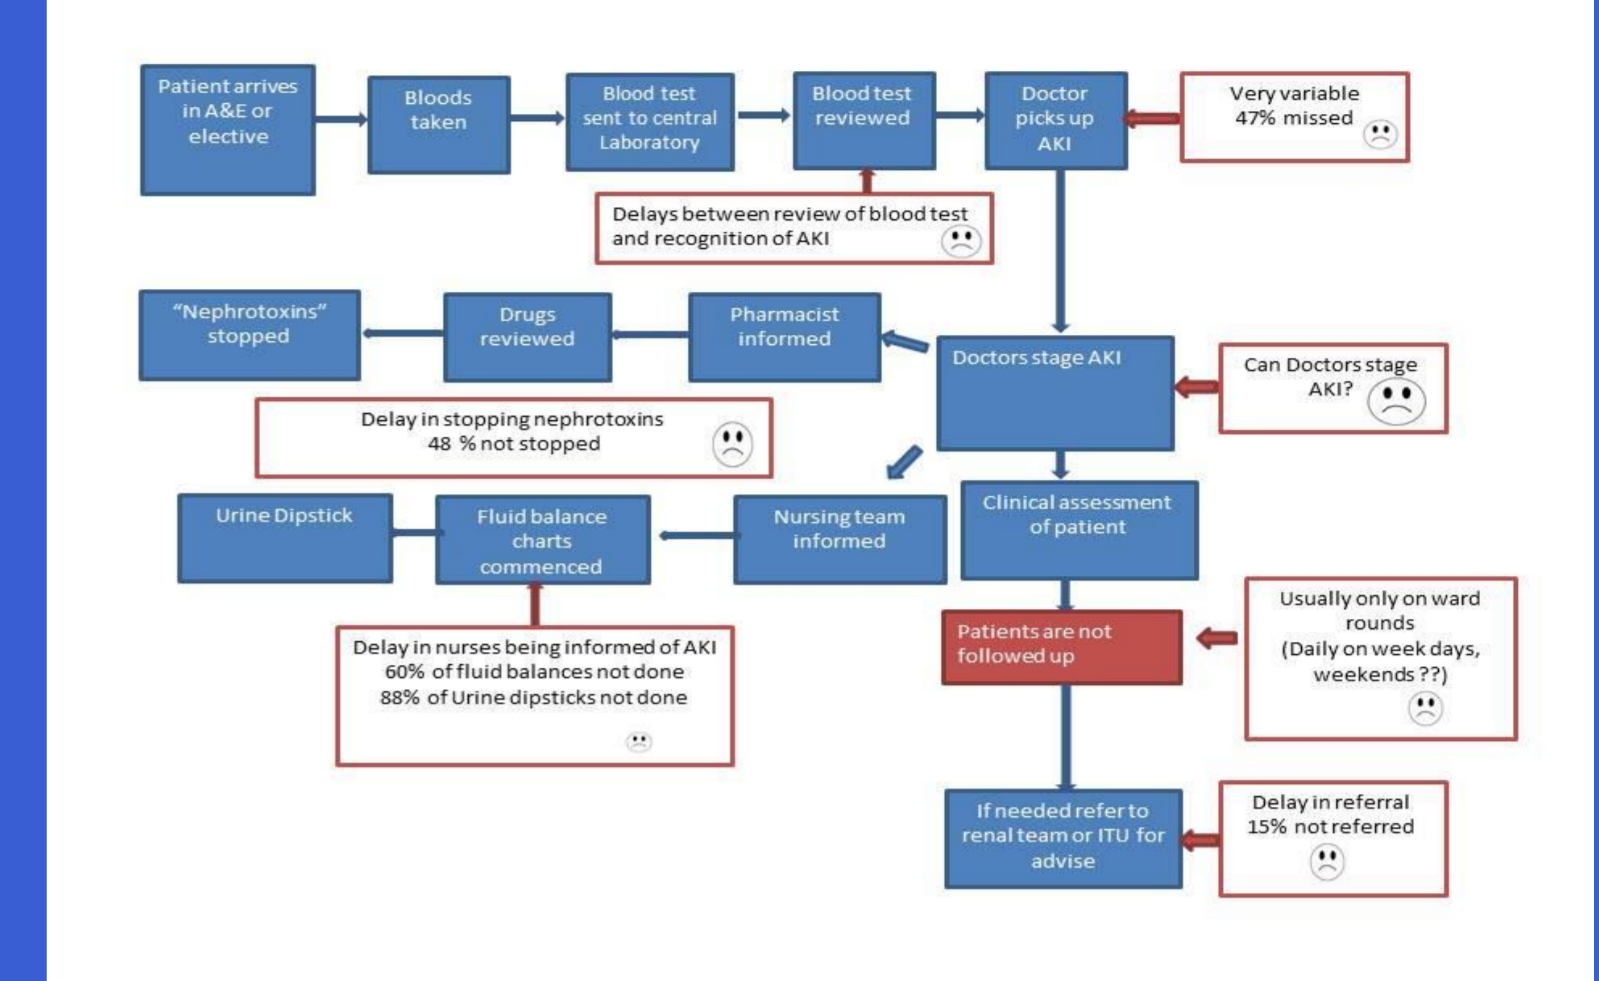 Patient arrives
in A&E or
elective
Bloods
taken
Blood test
sent to central
Laboratory
Blood test
reviewed
Doctor
picks up
AKI
Very variable
47% missed
Delays between review of blood test
and recognition of AKI
“Nephrotoxins”
stopped
Drugs
reviewed
Pharmacist
informed
Doctors stage AKI
Can Doctors stage
AKI?
Delay in stopping nephrotoxins
48 % not stopped
Urine Dipstick
Fluid balance
charts
commenced
Nursing team
informed
Clinical assessment
of patient
Delay in nurses being informed of AKI
60% of fluid balances not done
88% of Urine dipsticks not done
Patients are not
followed up
Usually only on ward
rounds
(Daily on week days,
weekends ??)
If needed refer to
renal team or ITU for
advise
Delay in referral
15% not referred